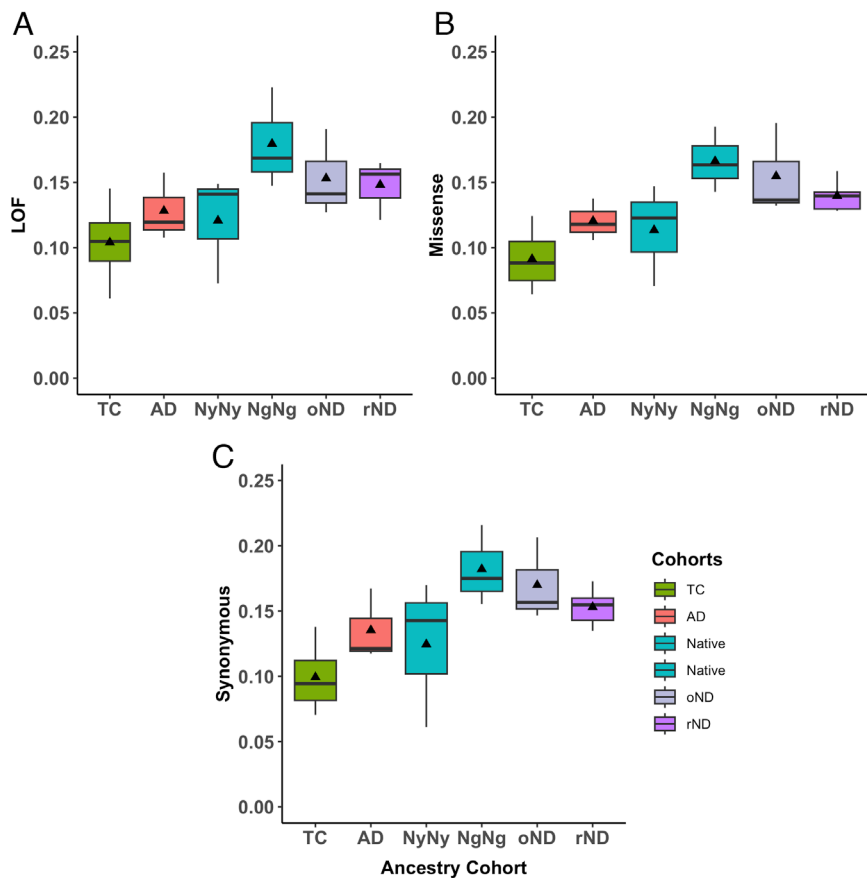 A
0.25
0.20
0.15
0.10
0.05
0.00
LOF
TC AD NyNy NgNg oND rND
B
0.25
0.20
0.15
0.10
0.05
0.00
Missense
TC AD NyNy NgNg oND rND
C
0.25
0.20
0.15
0.10
0.05
0.00
Synonymous
TC AD NyNy NgNg oND rND
Ancestry Cohort
Cohorts
TC
AD
Native
Native
oND
rND